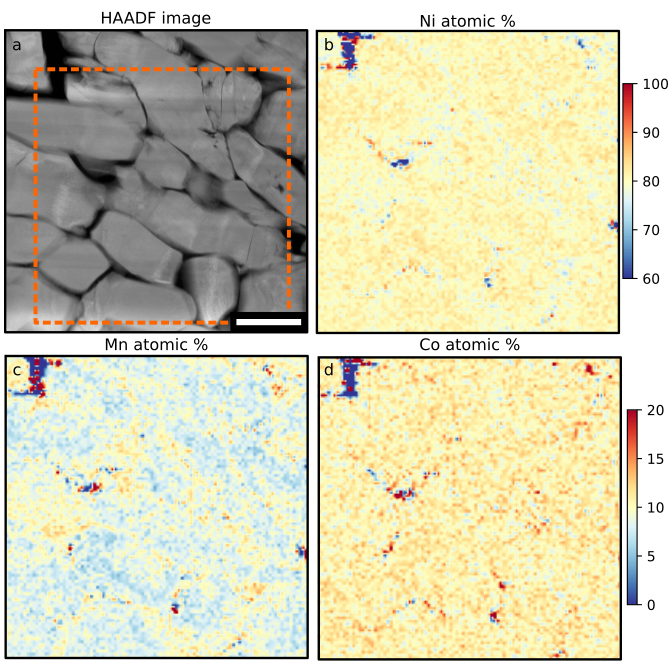 HAADF image
Ni atomic %
a
b
100
90
80
70
60
Mn atomic %
Co atomic %
c
d
20
15
10
5
0